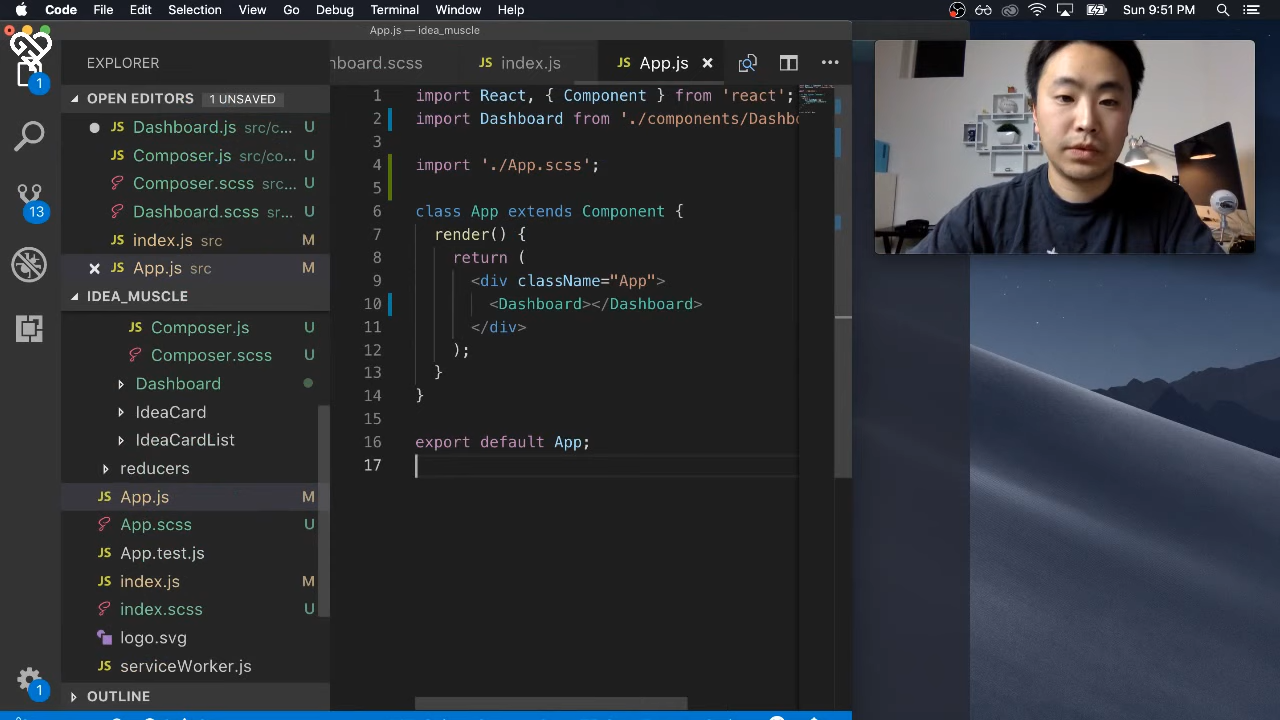 Code File Edit Selection View Go Debug Terminal Window Help Sun 9:51 PM
App.js — idea_muscle
EXPLORER
OPEN EDITORS 1 UNSAVED
Dashboard.js src/c... U
Composer.js src/co... U
Composer.scss src... U
Dashboard.scss sr... U
index.js src M
App.js src M
IDEA_MUSCLE
Composer.js U
Composer.scss U
Dashboard
IdeaCard
IdeaCardList
reducers
App.js M
App.scss U
App.test.js
index.js M
index.scss U
logo.svg
serviceWorker.js
OUTLINE
1
13
1
hboard.scss index.js App.js
1 import React, { Component } from 'react';
2 import Dashboard from './components/Dashbo
3
4 import './App.scss';
5
6 class App extends Component {
7 render() {
8 return (
9 <div className="App">
10 <Dashboard></Dashboard>
11 </div>
12 );
13 }
14 }
15
16 export default App;
17